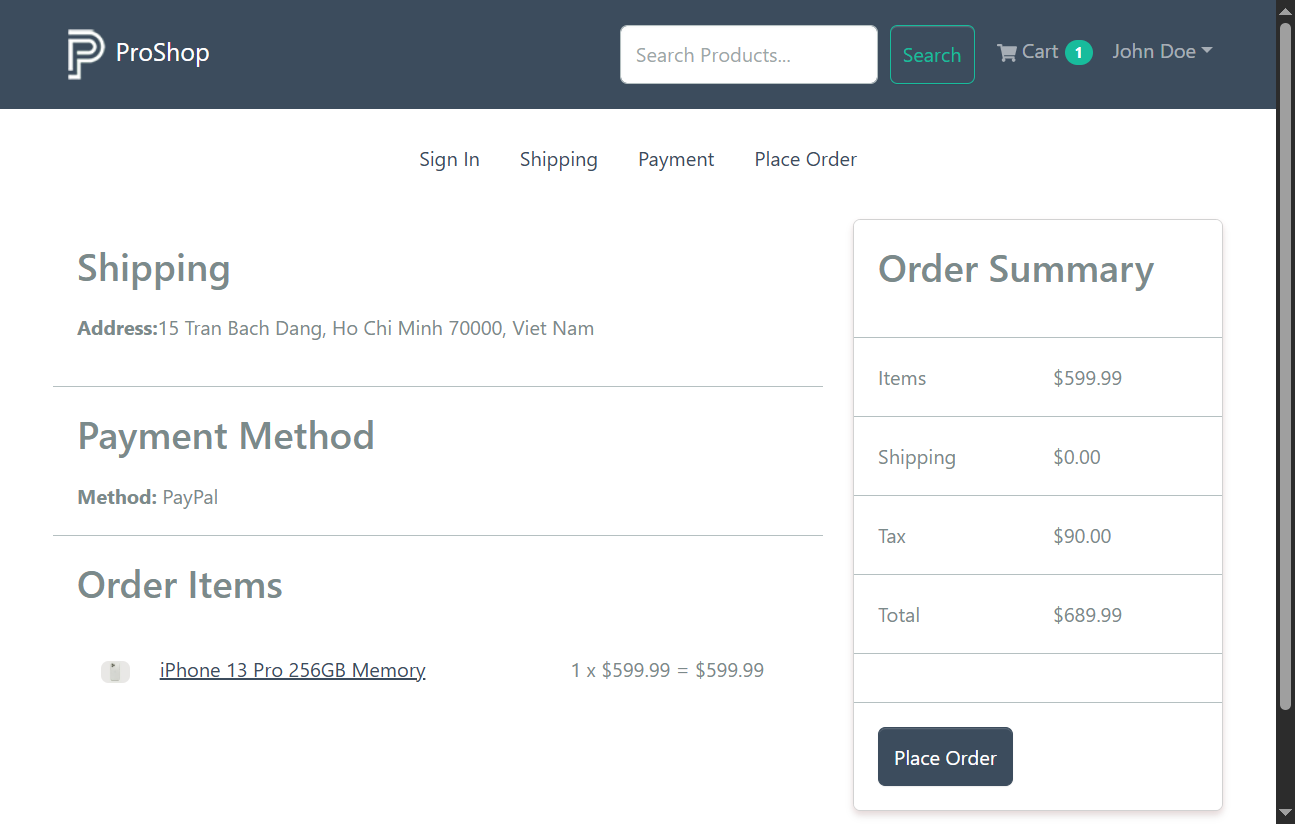 ProShop
Search Products...
Search
Cart 1
John Doe
Sign In
Shipping
Payment
Place Order
Shipping
Address:15 Tran Bach Dang, Ho Chi Minh 70000, Viet Nam
Payment Method
Method: PayPal
Order Items
iPhone 13 Pro 256GB Memory
1 x $599.99 = $599.99
Order Summary
Items $599.99
Shipping $0.00
Tax $90.00
Total $689.99
Place Order